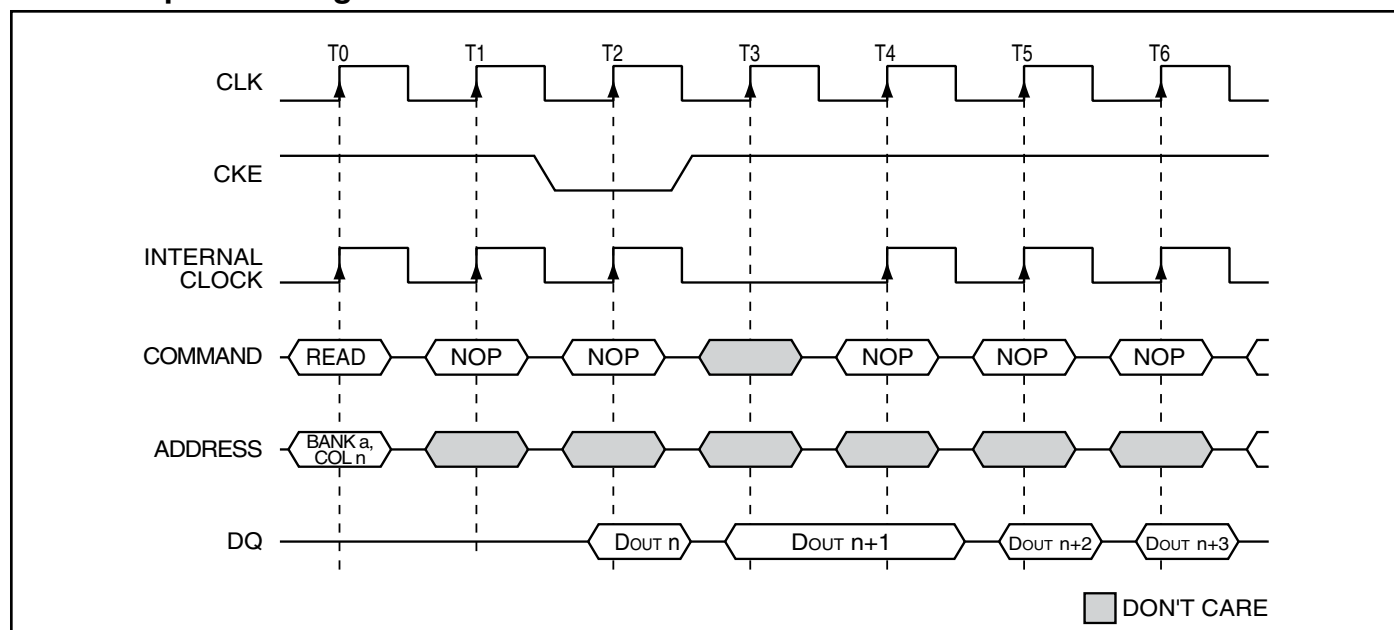 T0 T1 T2 T3 T4 T5 T6
CLK
CKE
INTERNAL
CLOCK
COMMAND READ NOP NOP NOP NOP NOP
ADDRESS BANK a,
COL n
DQ DOUT n DOUT n+1 DOUT n+2 DOUT n+3
DON'T CARE